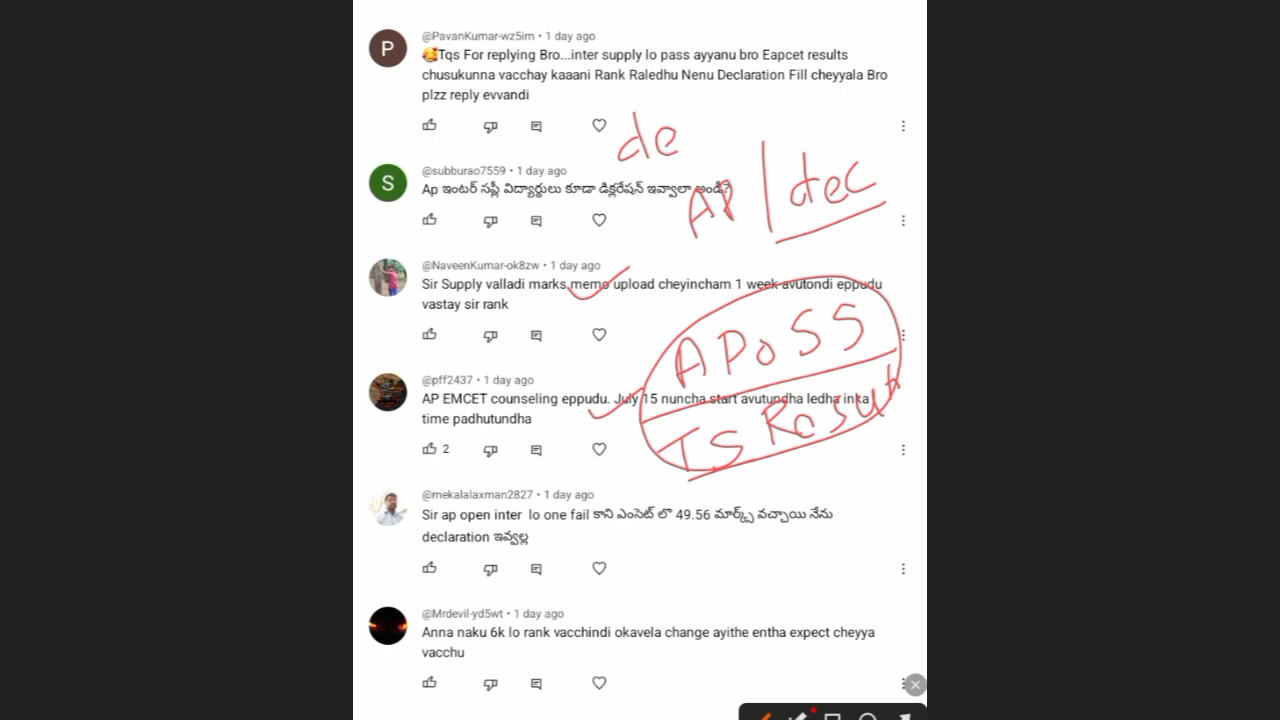 P
@PavanKumar-wz5im • 1 day ago
🥰Tqs For replying Bro...inter supply lo pass ayyanu bro Eapcet results
chusukunna vacchay kaaani Rank Raledhu Nenu Declaration Fill cheyyala Bro
plzz reply evvandi
de
S
@subburao7559 • 1 day ago
Ap ఇంటర్ సప్లీ విద్యార్థులు కూడా డిక్లరేషన్ ఇవ్వాలా అండీ?
AP | dec
@NaveenKumar-ok8zw • 1 day ago
Sir Supply valladi marks memo upload cheyincham 1 week avutondi eppudu
vastay sir rank
APOSS
@pff2437 • 1 day ago
AP EMCET counseling eppudu. July 15 nuncha start avutundha ledha inka
time padhutundha
2
TS Result
@mekalalaxman2827 • 1 day ago
Sir ap open inter lo one fail కాని ఎంసెట్ లొ 49.56 మార్క్స్ వచ్చాయి నేను
declaration ఇవ్వల్ల
@Mrdevil-yd5wt • 1 day ago
Anna naku 6k lo rank vacchindi okavela change ayithe entha expect cheyya
vacchu